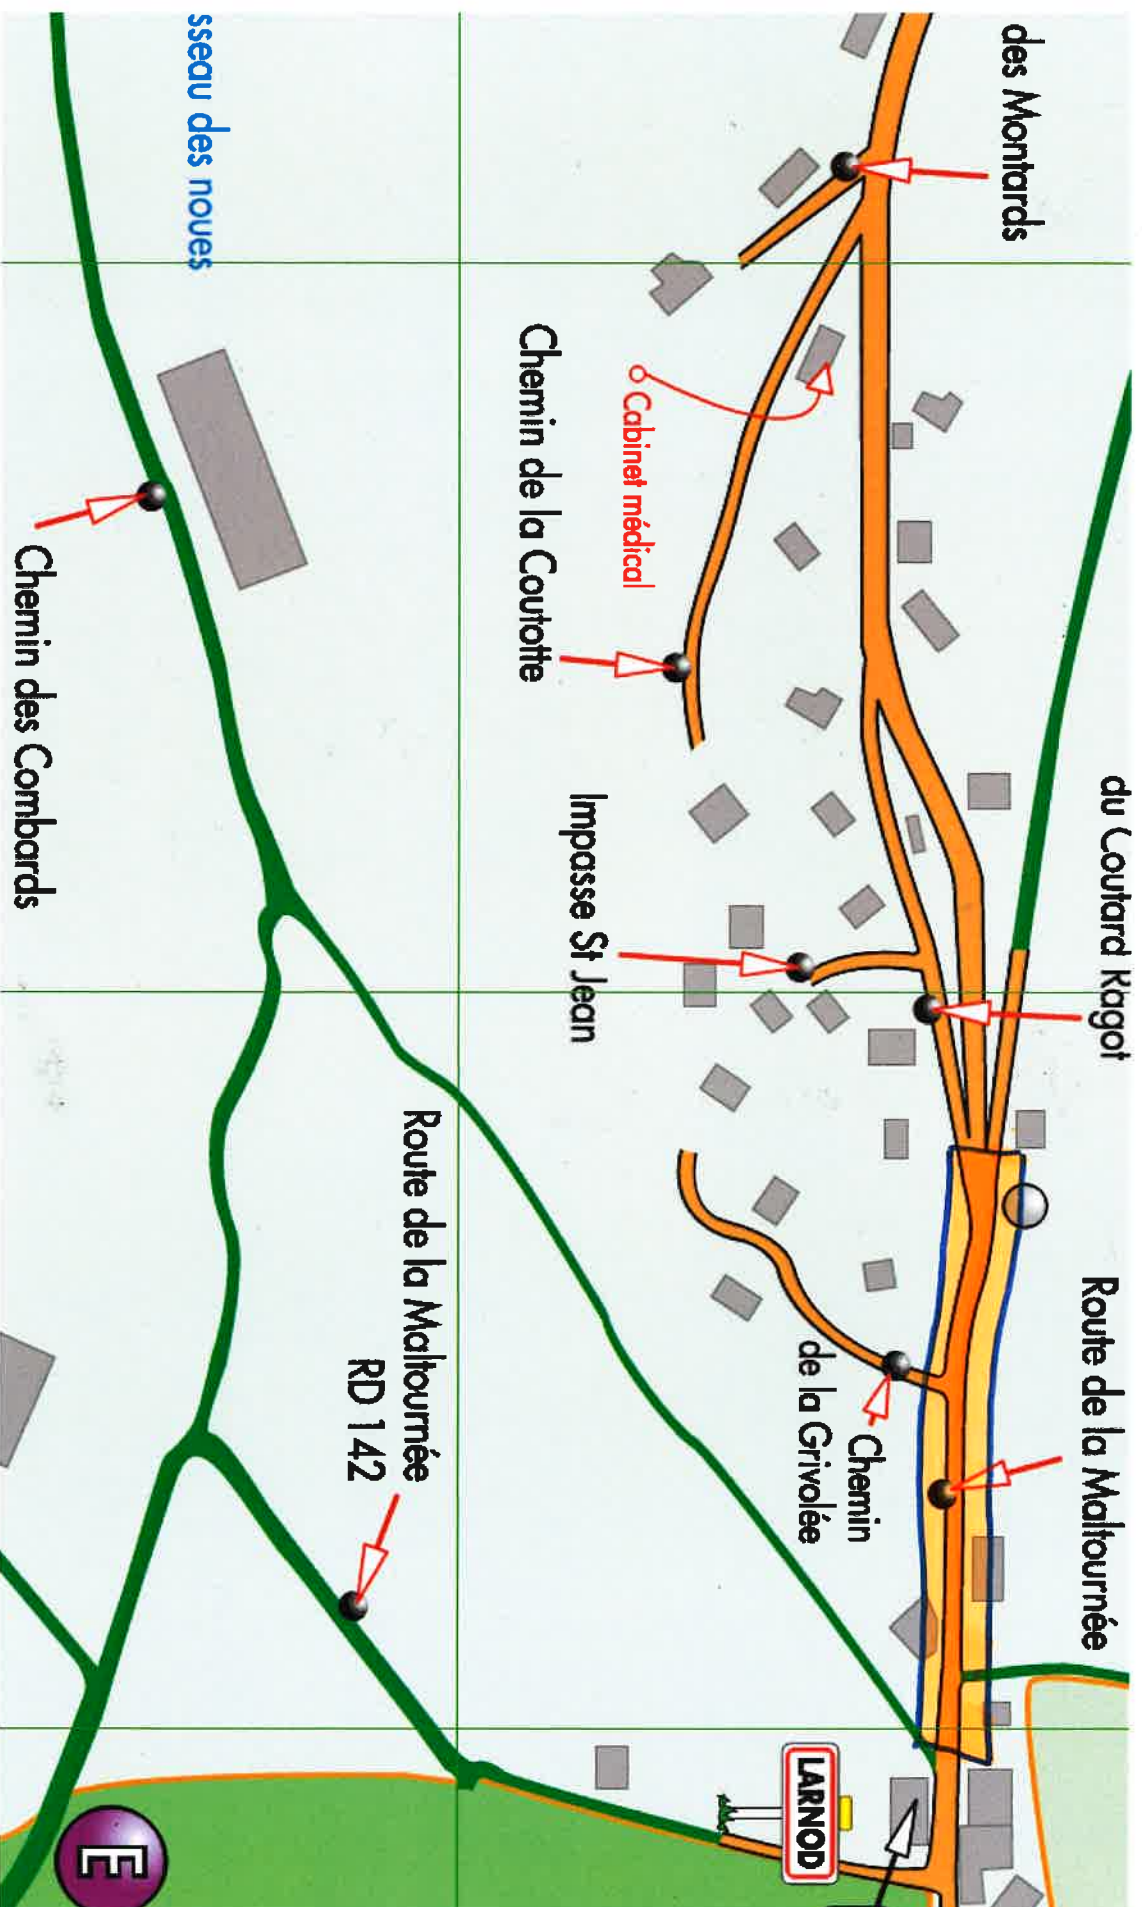 des Montards
sseau des noues
Cabinet médical
Chemin de la Coutotte
Chemin des Combards
du Coutard Ragot
Impasse St Jean
Route de la Maltournée
RD 142
Chemin
de la Grivolée
Route de la Maltournée
LARNOD
E